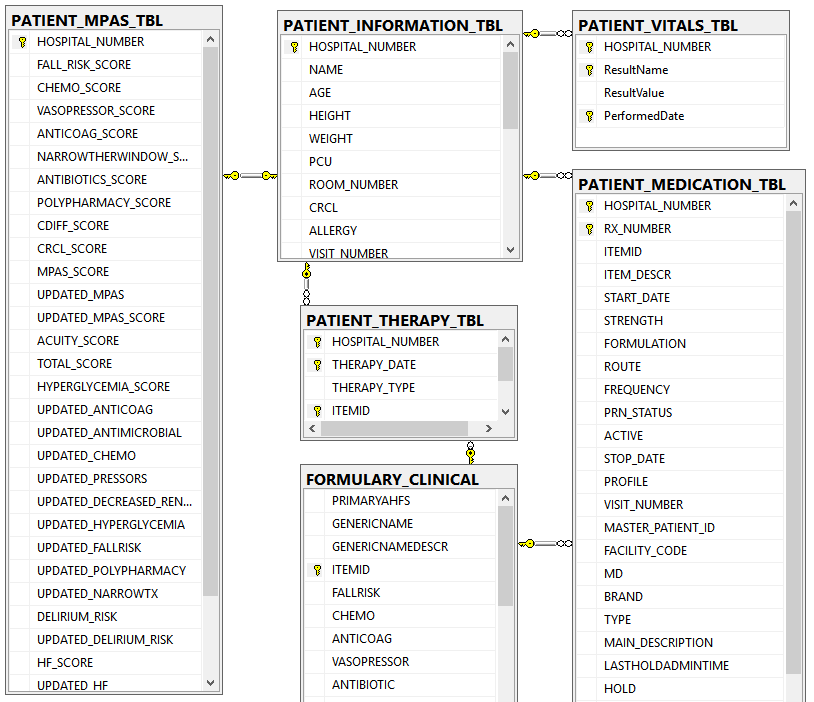 PATIENT_MPAS_TBL
HOSPITAL_NUMBER
FALL_RISK_SCORE
CHEMO_SCORE
VASOPRESSOR_SCORE
ANTICOAG_SCORE
NARROWTHERWINDOW_S...
ANTIBIOTICS_SCORE
POLYPHARMACY_SCORE
CDIFF_SCORE
CRCL_SCORE
MPAS_SCORE
UPDATED_MPAS
UPDATED_MPAS_SCORE
ACUITY_SCORE
TOTAL_SCORE
HYPERGLYCEMIA_SCORE
UPDATED_ANTICOAG
UPDATED_ANTIMICROBIAL
UPDATED_CHEMO
UPDATED_PRESSORS
UPDATED_DECREASED_REN...
UPDATED_HYPERGLYCEMIA
UPDATED_FALLRISK
UPDATED_POLYPHARMACY
UPDATED_NARROWTX
DELIRIUM_RISK
UPDATED_DELIRIUM_RISK
HF_SCORE
UPDATED_HF
PATIENT_INFORMATION_TBL
HOSPITAL_NUMBER
NAME
AGE
HEIGHT
WEIGHT
PCU
ROOM_NUMBER
CRCL
ALLERGY
VISIT_NUMBER
PATIENT_THERAPY_TBL
HOSPITAL_NUMBER
THERAPY_DATE
THERAPY_TYPE
ITEMID
FORMULARY_CLINICAL
PRIMARYAHFS
GENERICNAME
GENERICNAMEDESCR
ITEMID
FALLRISK
CHEMO
ANTICOAG
VASOPRESSOR
ANTIBIOTIC
PATIENT_VITALS_TBL
HOSPITAL_NUMBER
ResultName
ResultValue
PerformedDate
PATIENT_MEDICATION_TBL
HOSPITAL_NUMBER
RX_NUMBER
ITEMID
ITEM_DESCR
START_DATE
STRENGTH
FORMULATION
ROUTE
FREQUENCY
PRN_STATUS
ACTIVE
STOP_DATE
PROFILE
VISIT_NUMBER
MASTER_PATIENT_ID
FACILITY_CODE
MD
BRAND
TYPE
MAIN_DESCRIPTION
LASTHOLDADMINTIME
HOLD